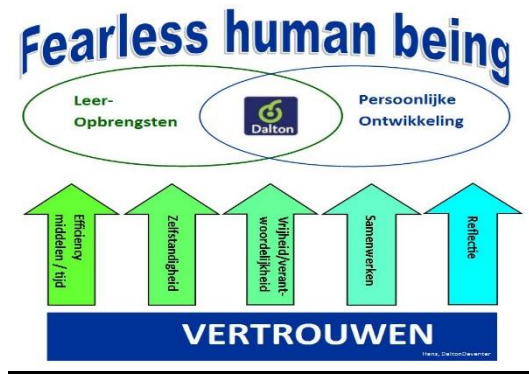 Fearless human being
Leer-
Opbrengsten
Dalton
Persoonlijke
Ontwikkeling
Efficiency
middelen / tijd
Zelfstandigheid
Vrijheid/verant-
woordelijkheid
Samenwerken
Reflectie
VERTROUWEN
Hans, DaltonDeventer